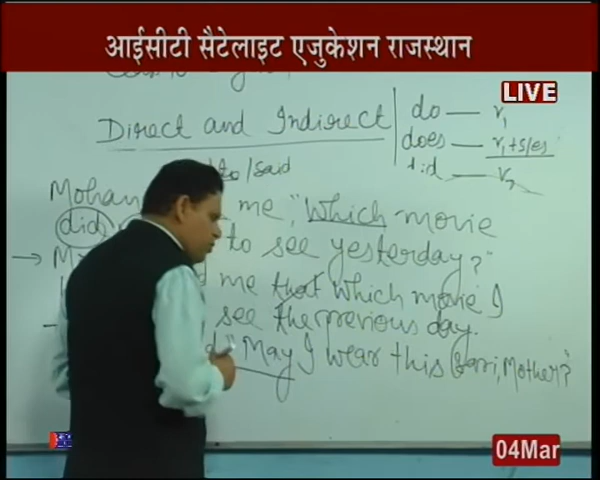 आईसीटी सैटेलाइट एजुकेशन राजस्थान
LIVE
Direct and Indirect
do — V1
does — V1+s/es
did — V2
to/said
Mohan me, "Which movie
did to see yesterday?"
→ me that which movie I
see the previous day.
May I wear this Sari, Mother?"
04Mar